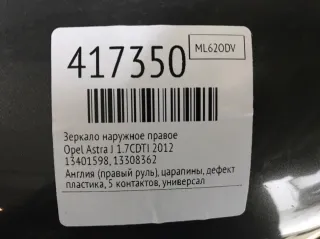 ML620DV
417350
Зеркало наружное правое
Opel Astra J 1.7CDTI 2012
13401598, 13308362
Англия (правый руль), царапины, дефект
пластика, 5 контактов, универсал